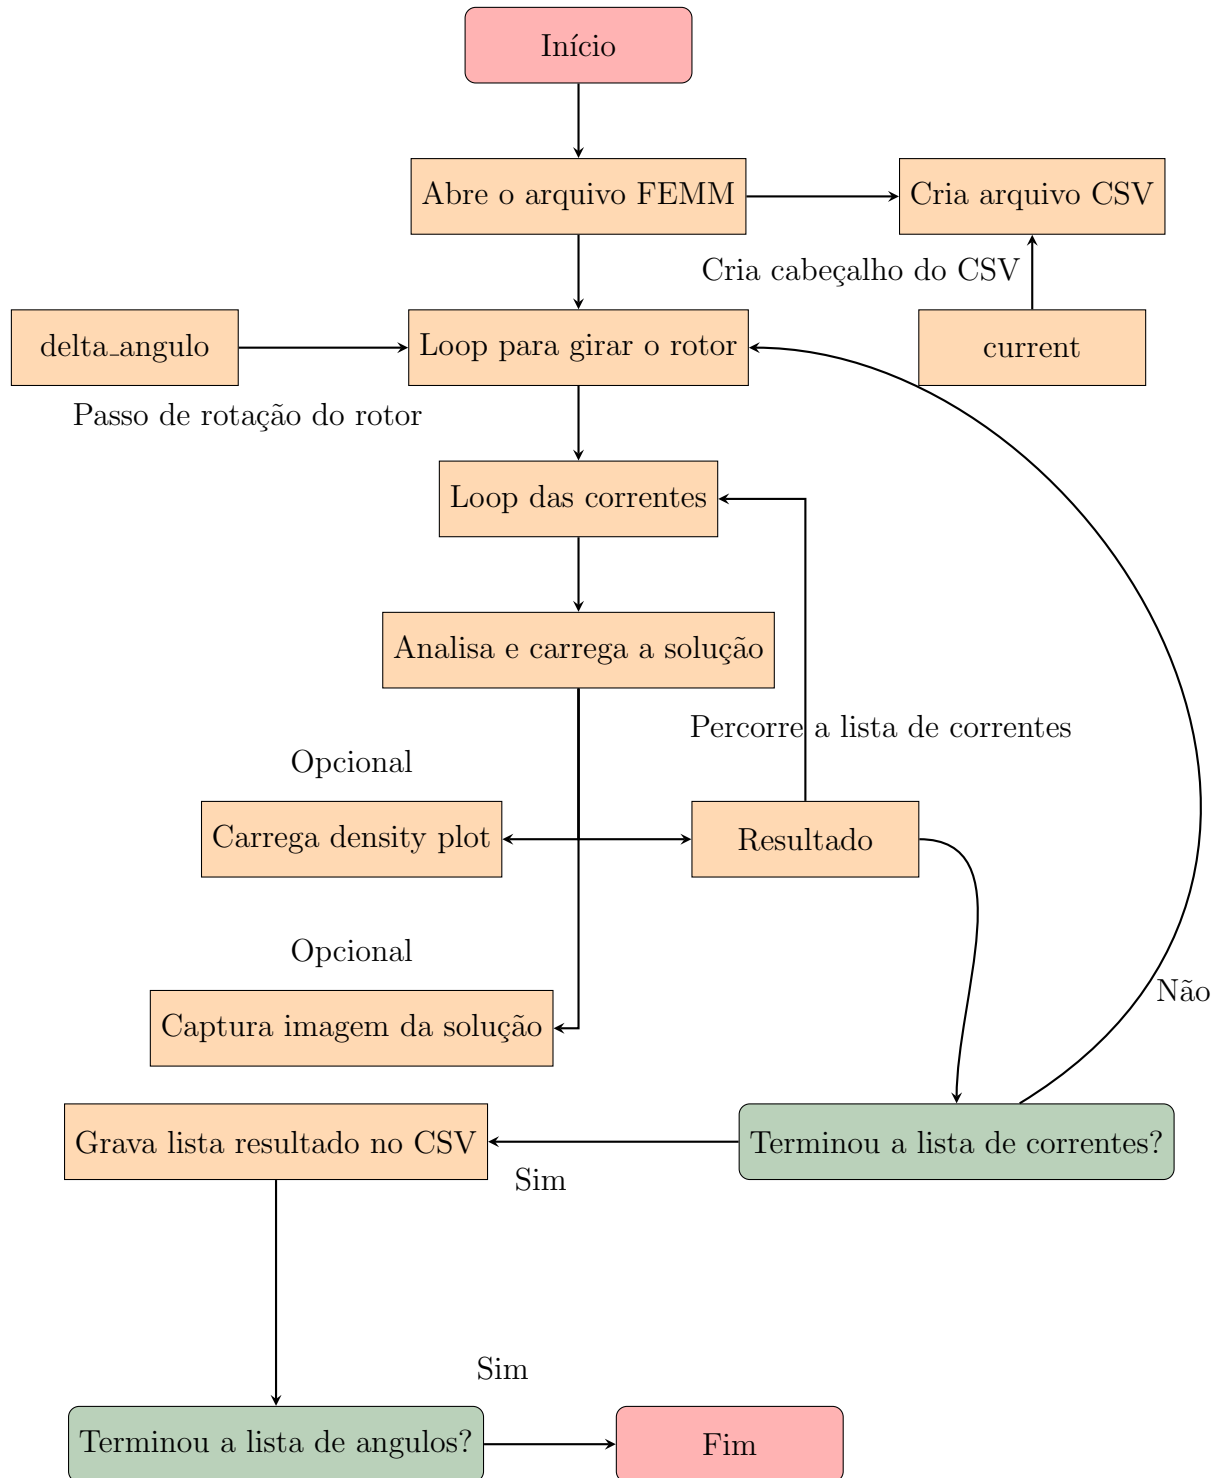 Início
Abre o arquivo FEMM
Cria arquivo CSV
Cria cabeçalho do CSV
delta_angulo
Loop para girar o rotor
current
Passo de rotação do rotor
Loop das correntes
Analisa e carrega a solução
Percorre a lista de correntes
Opcional
Carrega density plot
Resultado
Opcional
Não
Captura imagem da solução
Grava lista resultado no CSV
Terminou a lista de correntes?
Sim
Sim
Terminou a lista de angulos?
Fim